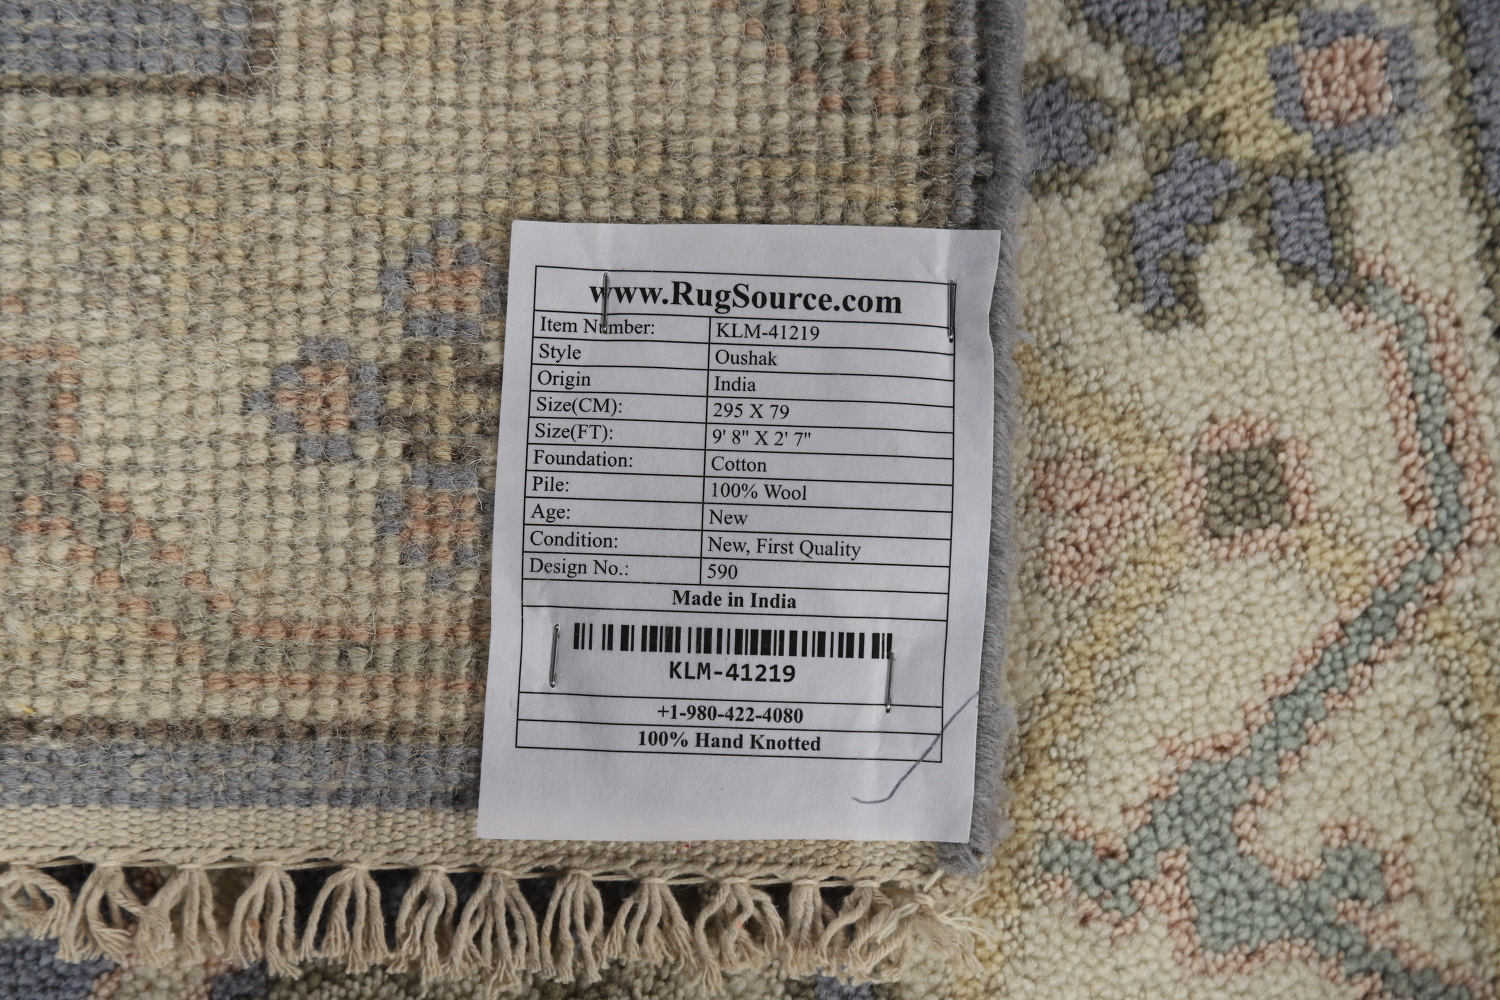 www.RugSource.com
Item Number: KLM-41219
Style Oushak
Origin India
Size(CM): 295 X 79
Size(FT): 9' 8" X 2' 7"
Foundation: Cotton
Pile: 100% Wool
Age: New
Condition: New, First Quality
Design No.: 590
Made in India
KLM-41219
+1-980-422-4080
100% Hand Knotted